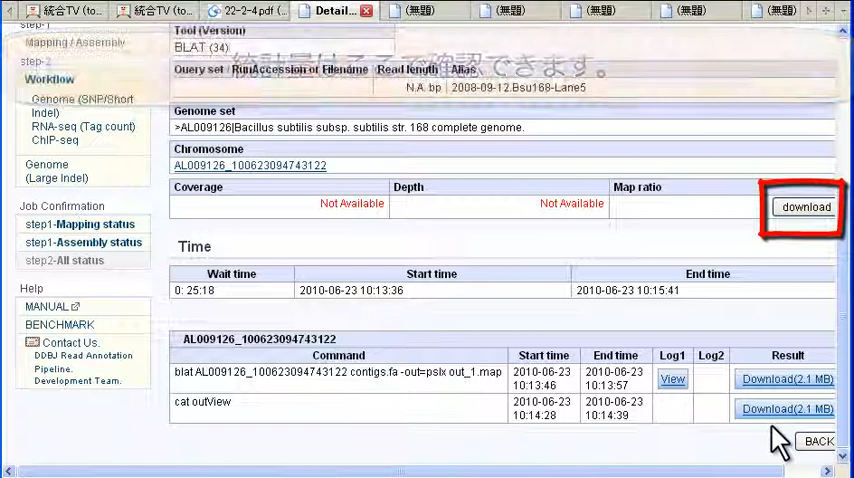 統合TV (to...
統合TV (to...
22-2-4.pdf (...
Detail...
(無題)
(無題)
(無題)
(無題)
(無題)
step-1
Mapping / Assembly
step-2
Workflow
Genome (SNP/Short
Indel)
RNA-seq (Tag count)
ChIP-seq
Genome
(Large Indel)
Job Confirmation
step1-Mapping status
step1-Assembly status
step2-All status
Help
MANUAL
BENCHMARK
Contact Us.
DDBJ Read Annotation
Pipeline.
Development Team.
Tool (Version)
BLAT (34)
統計量はここで確認できます。
Query set / RunAccession or Filename Read length Alias
N.A. bp 2008-09-12.Bsu168-Lane5
Genome set
>AL009126|Bacillus subtilis subsp. subtilis str. 168 complete genome.
Chromosome
AL009126_100623094743122
Coverage Depth Map ratio
Not Available Not Available download
Time
Wait time Start time End time
0: 25:18 2010-06-23 10:13:36 2010-06-23 10:15:41
AL009126_100623094743122
Command Start time End time Log1 Log2 Result
blat AL009126_100623094743122 contigs.fa -out=pslx out_1.map 2010-06-23 10:13:46 2010-06-23 10:13:57 View Download(2.1 MB)
cat outView 2010-06-23 10:14:28 2010-06-23 10:14:39 Download(2.1 MB)
BACK